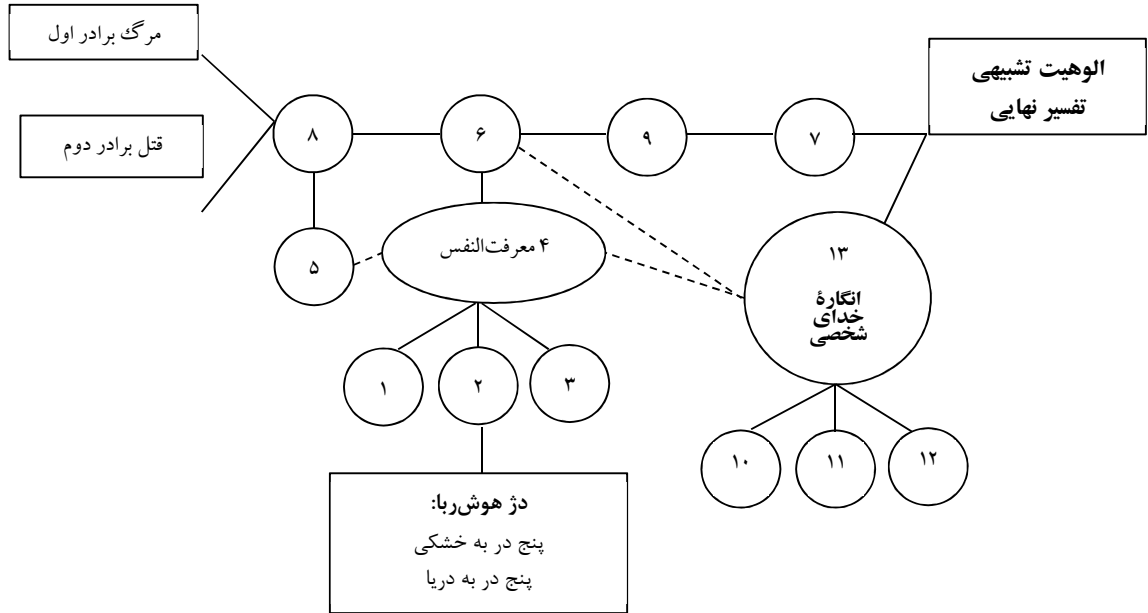 مرگ برادر اول
قتل برادر دوم
الوهیت تشبیهی
تفسیر نهایی
۸
۶
۹
۷
۵
۴ معرفت‌النفس
۱۳
انگارۀ
خدای
شخصی
۱
۲
۳
۱۰
۱۱
۱۲
دژ هوش‌ربا:
پنج در به خشکی
پنج در به دریا